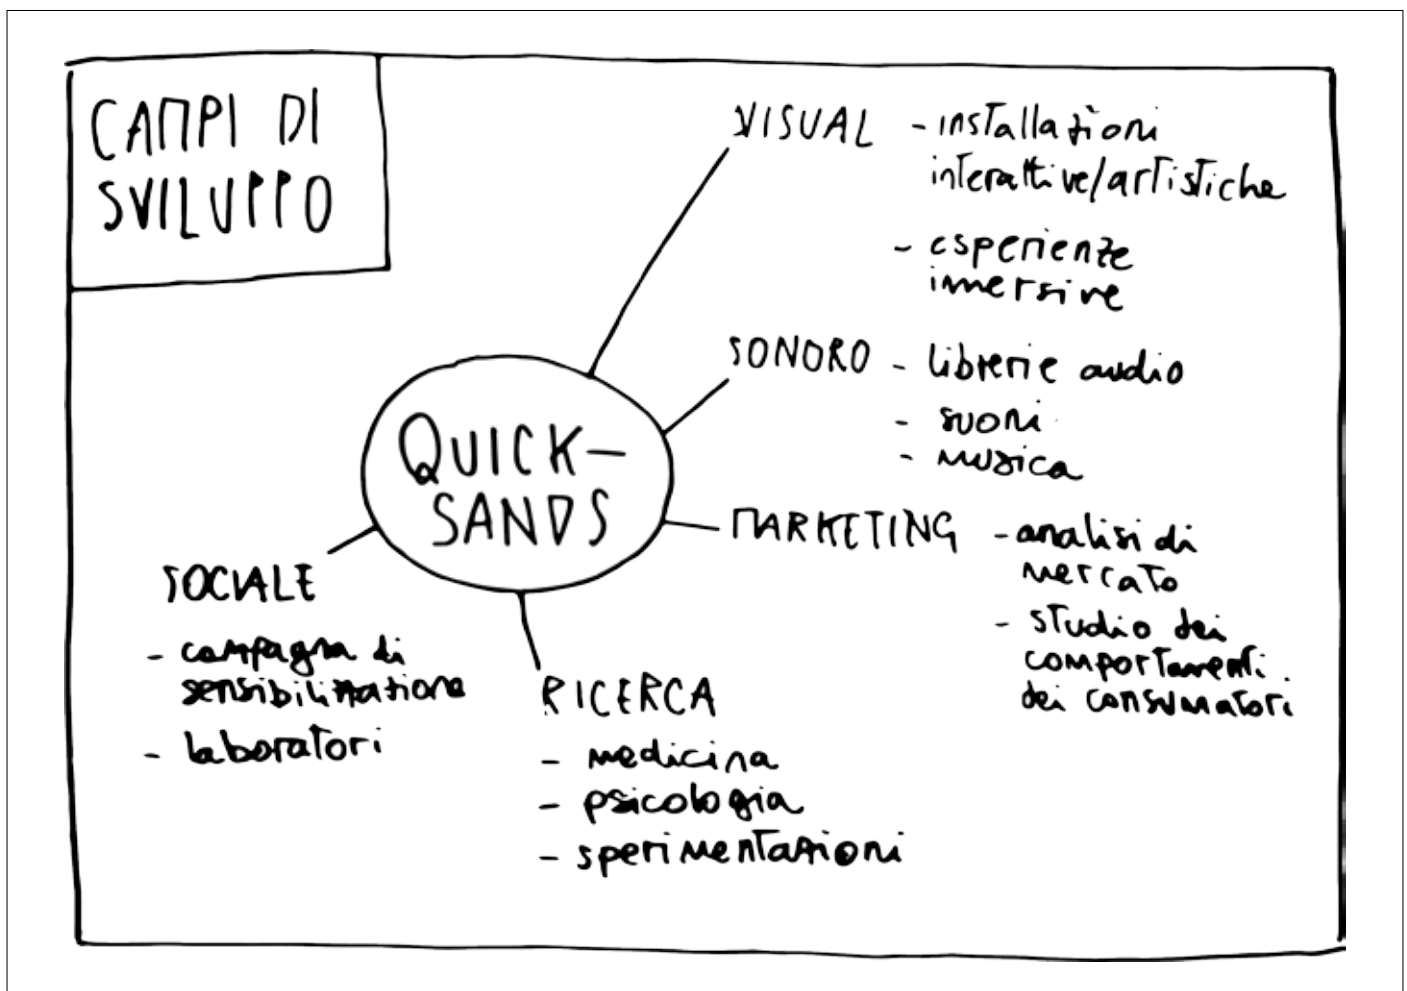 CAMPI DI
SVILUPPO
VISUAL - installazioni
interattive/artistiche
- esperienze
immersive
SONORO - librerie audio
- suoni
- musica
QUICK-
SANDS
MARKETING - analisi di
mercato
- studio dei
comportamenti
dei consumatori
SOCIALE
- campagna di
sensibilizzazione
- laboratori
RICERCA
- medicina
- psicologia
- sperimentazioni